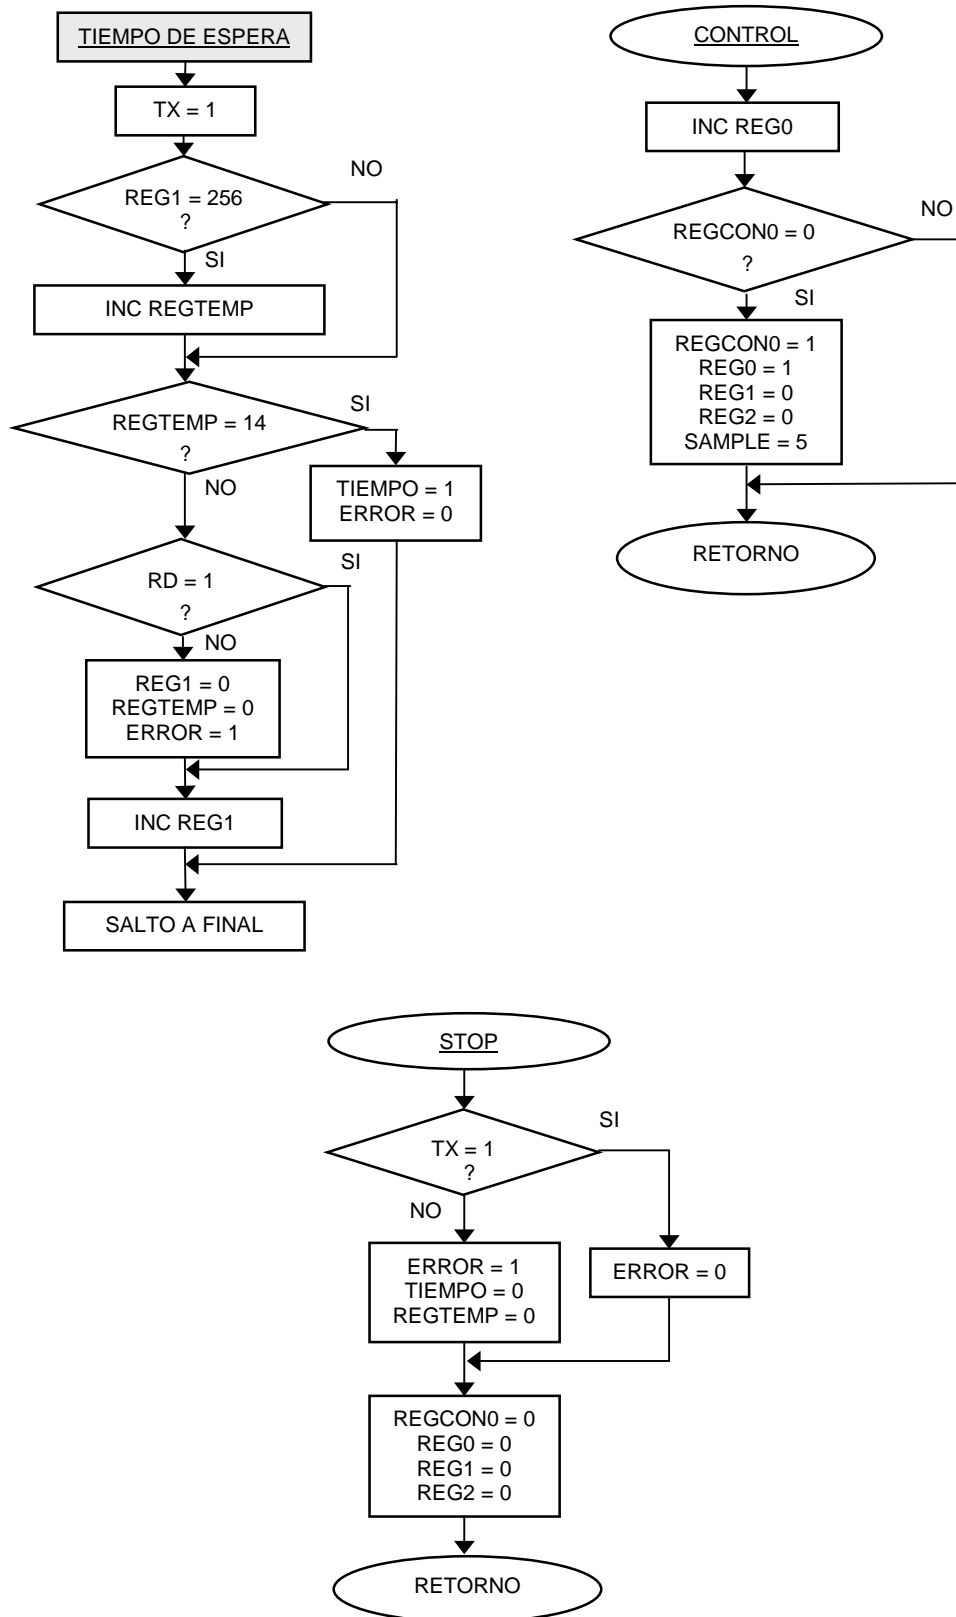 TIEMPO DE ESPERA
TX = 1
REG1 = 256
?
NO
SI
INC REGTEMP
REGTEMP = 14
?
SI
NO
TIEMPO = 1
ERROR = 0
RD = 1
?
SI
NO
REG1 = 0
REGTEMP = 0
ERROR = 1
INC REG1
SALTO A FINAL
CONTROL
INC REG0
REGCON0 = 0
?
NO
SI
REGCON0 = 1
REG0 = 1
REG1 = 0
REG2 = 0
SAMPLE = 5
RETORNO
STOP
TX = 1
?
SI
NO
ERROR = 1
TIEMPO = 0
REGTEMP = 0
ERROR = 0
REGCON0 = 0
REG0 = 0
REG1 = 0
REG2 = 0
RETORNO